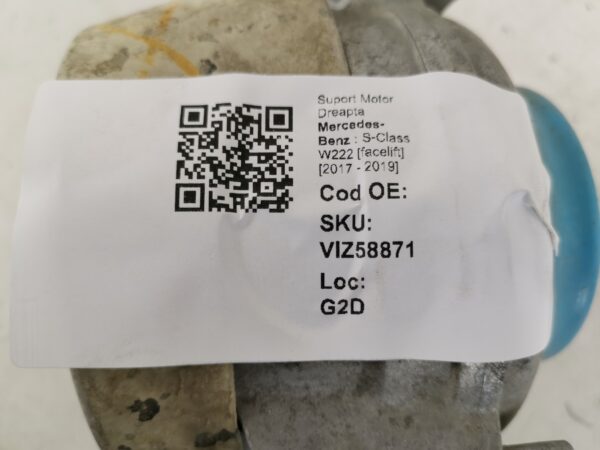 Suport Motor
Dreapta
Mercedes-
Benz : S-Class
W222 [facelift]
[2017 - 2019]
Cod OE:
SKU:
VIZ58871
Loc:
G2D